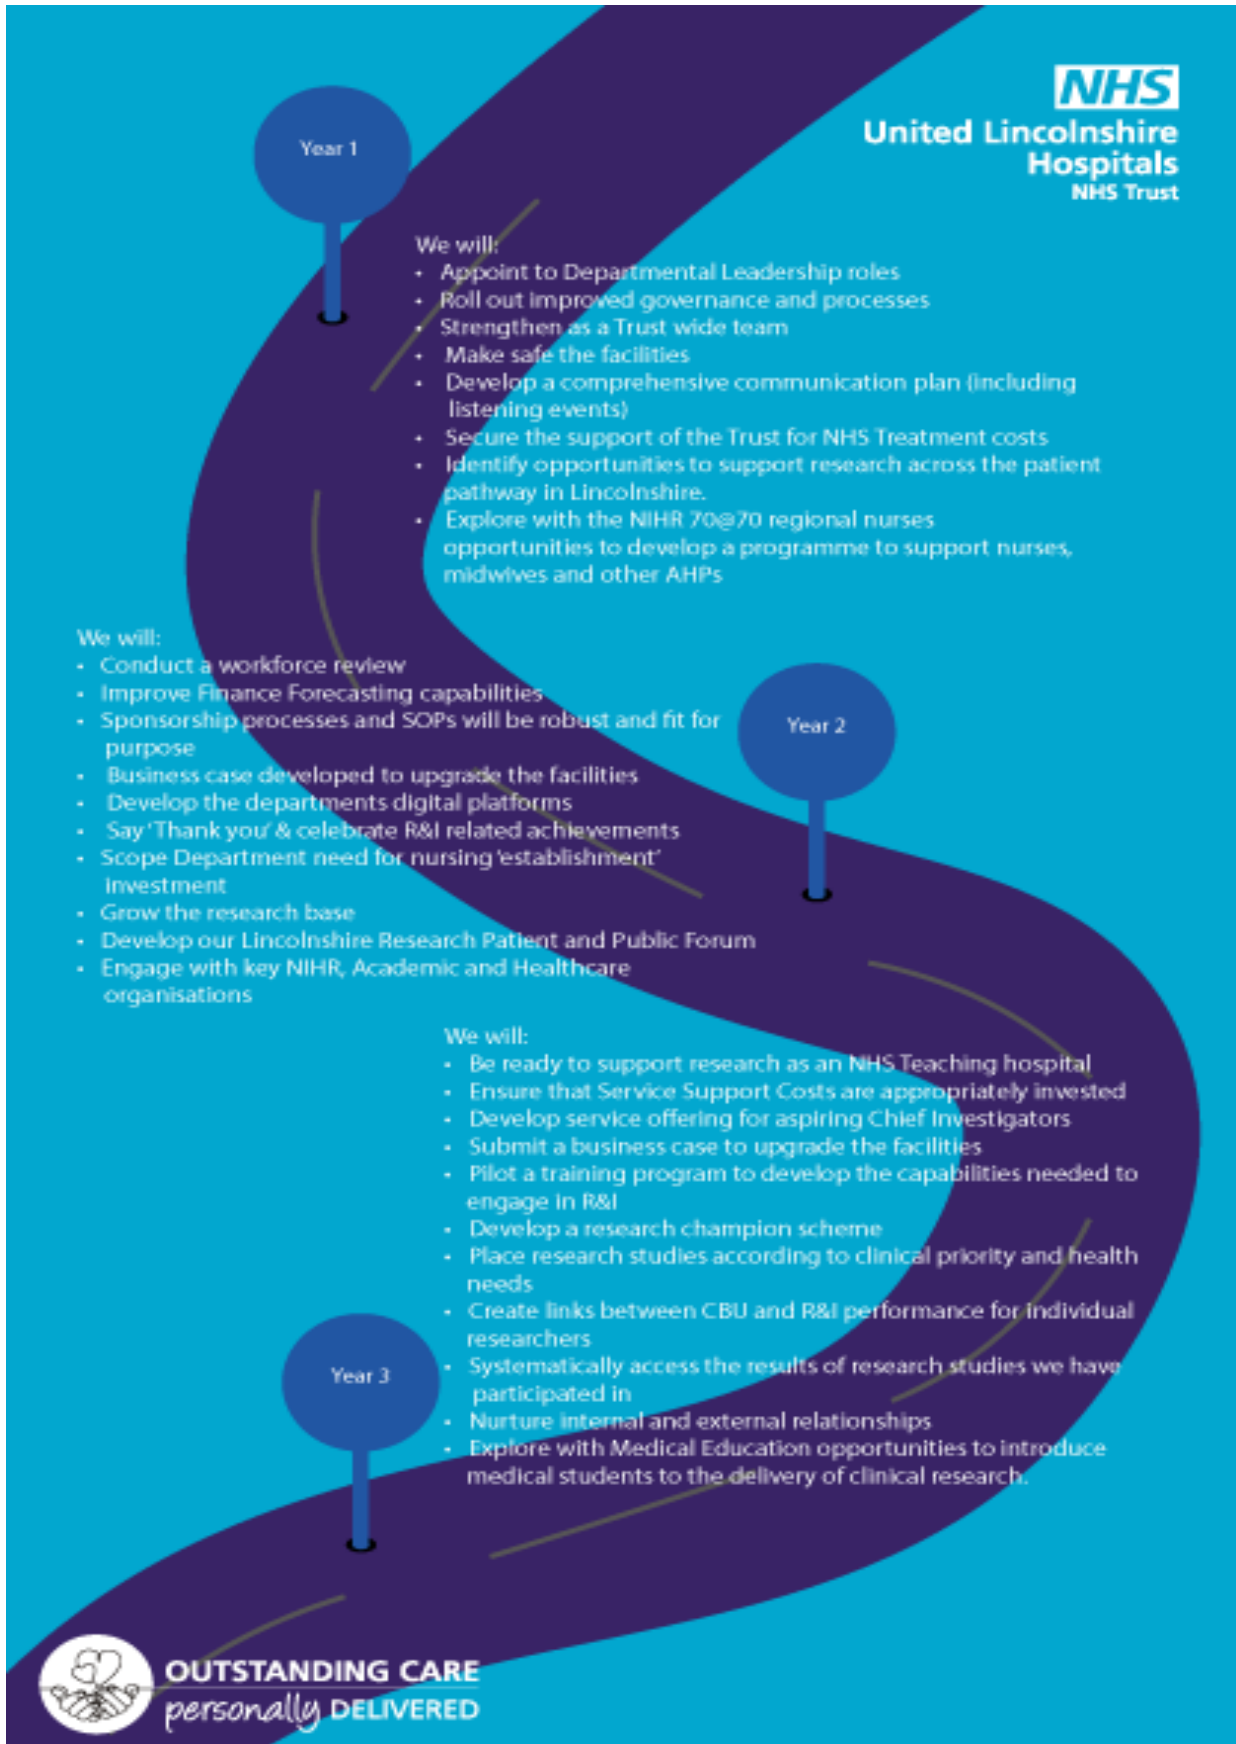 NHS
United Lincolnshire
Hospitals
NHS Trust
Year 1
We will:
• Appoint to Departmental Leadership roles
• Roll out improved governance and processes
• Strengthen as a Trust wide team
• Make safe the facilities
• Develop a comprehensive communication plan (including
listening events)
• Secure the support of the Trust for NHS Treatment costs
• Identify opportunities to support research across the patient
pathway in Lincolnshire.
• Explore with the NIHR 70@70 regional nurses
opportunities to develop a programme to support nurses,
midwives and other AHPs
Year 2
We will:
• Conduct a workforce review
• Improve Finance Forecasting capabilities
• Sponsorship processes and SOPs will be robust and fit for
purpose
• Business case developed to upgrade the facilities
• Develop the departments digital platforms
• Say ‘Thank you’ & celebrate R&I related achievements
• Scope Department need for nursing ‘establishment’
investment
• Grow the research base
• Develop our Lincolnshire Research Patient and Public Forum
• Engage with key NIHR, Academic and Healthcare
organisations
Year 3
We will:
• Be ready to support research as an NHS Teaching hospital
• Ensure that Service Support Costs are appropriately invested
• Develop service offering for aspiring Chief Investigators
• Submit a business case to upgrade the facilities
• Pilot a training program to develop the capabilities needed to
engage in R&I
• Develop a research champion scheme
• Place research studies according to clinical priority and health
needs
• Create links between CBU and R&I performance for individual
researchers
• Systematically access the results of research studies we have
participated in
• Nurture internal and external relationships
• Explore with Medical Education opportunities to introduce
medical students to the delivery of clinical research.
OUTSTANDING CARE
personally DELIVERED